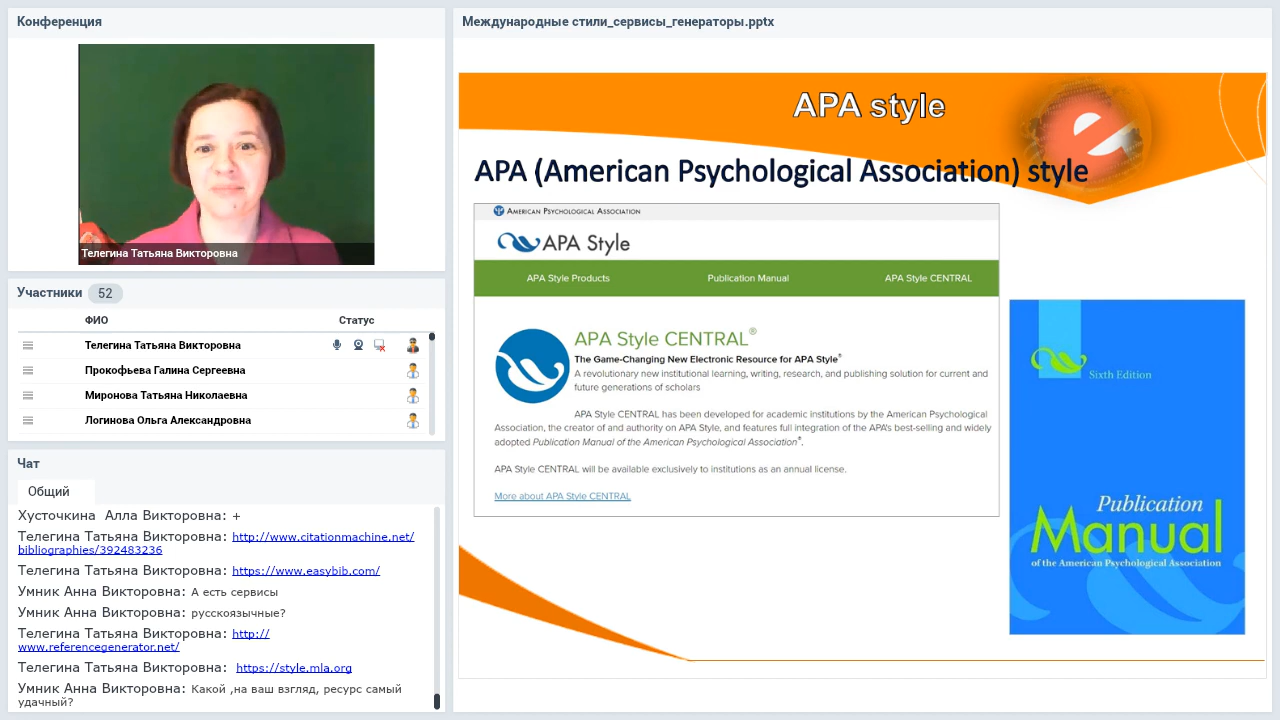 Конференция
Телегина Татьяна Викторовна
Участники 52
ФИО Статус
Телегина Татьяна Викторовна
Прокофьева Галина Сергеевна
Миронова Татьяна Николаевна
Логинова Ольга Александровна
Чат
Общий
Хусточкина Алла Викторовна: +
Телегина Татьяна Викторовна: http://www.citationmachine.net/
bibliographies/392483236
Телегина Татьяна Викторовна: https://www.easybib.com/
Умник Анна Викторовна: А есть сервисы
Умник Анна Викторовна: русскоязычные?
Телегина Татьяна Викторовна: http://
www.referencegenerator.net/
Телегина Татьяна Викторовна: https://style.mla.org
Умник Анна Викторовна: Какой ,на ваш взгляд, ресурс самый
удачный?
Международные стили_сервисы_генераторы.pptx
APA style
APA (American Psychological Association) style
American Psychological Association
APA Style
APA Style Products Publication Manual APA Style CENTRAL
APA Style CENTRAL®
The Game-Changing New Electronic Resource for APA Style®
A revolutionary new institutional learning, writing, research, and publishing solution for current and
future generations of scholars
APA Style CENTRAL has been developed for academic institutions by the American Psychological
Association, the creator of and authority on APA Style, and features full integration of the APA's best-selling and widely
adopted Publication Manual of the American Psychological Association®.
APA Style CENTRAL will be available exclusively to institutions as an annual license.
More about APA Style CENTRAL
Sixth Edition
Publication
Manual
of the American Psychological Association